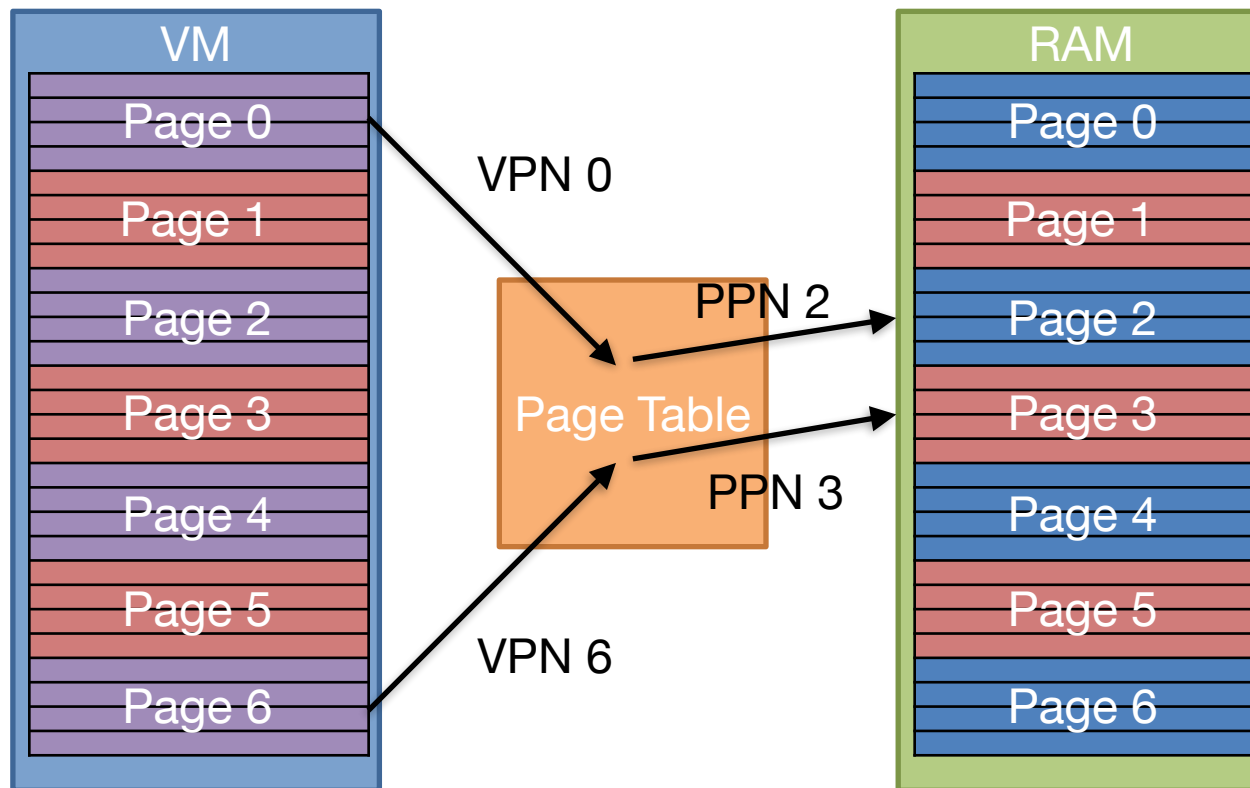 VM
Page 0
Page 1
Page 2
Page 3
Page 4
Page 5
Page 6
VPN 0
VPN 6
Page Table
PPN 2
PPN 3
RAM
Page 0
Page 1
Page 2
Page 3
Page 4
Page 5
Page 6